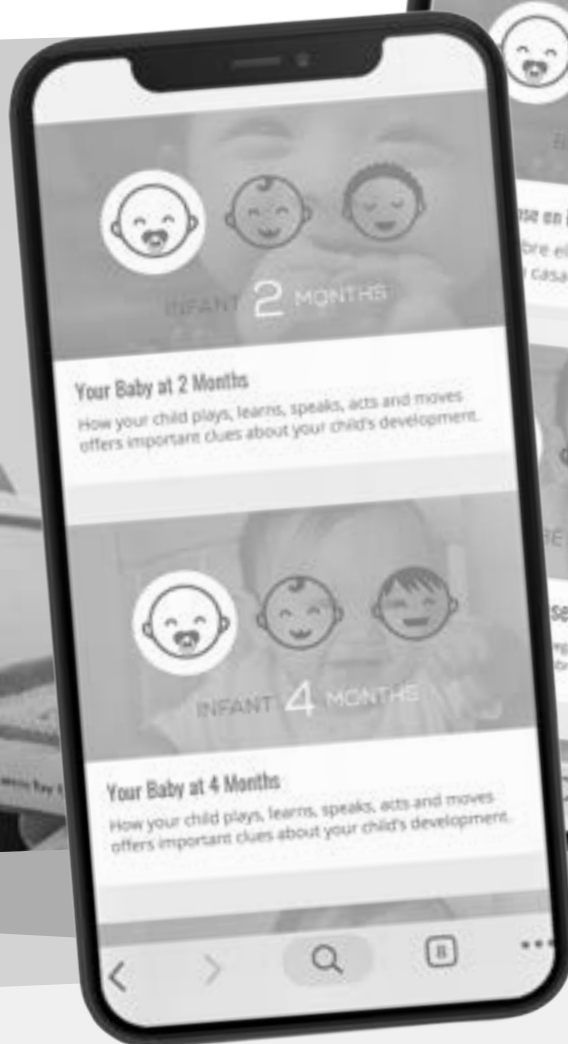 INFANT 2 MONTHS
Your Baby at 2 Months
How your child plays, learns, speaks, acts and moves
offers important clues about your child's development.
INFANT 4 MONTHS
Your Baby at 4 Months
How your child plays, learns, speaks, acts and moves
offers important clues about your child's development.
8
en
casa